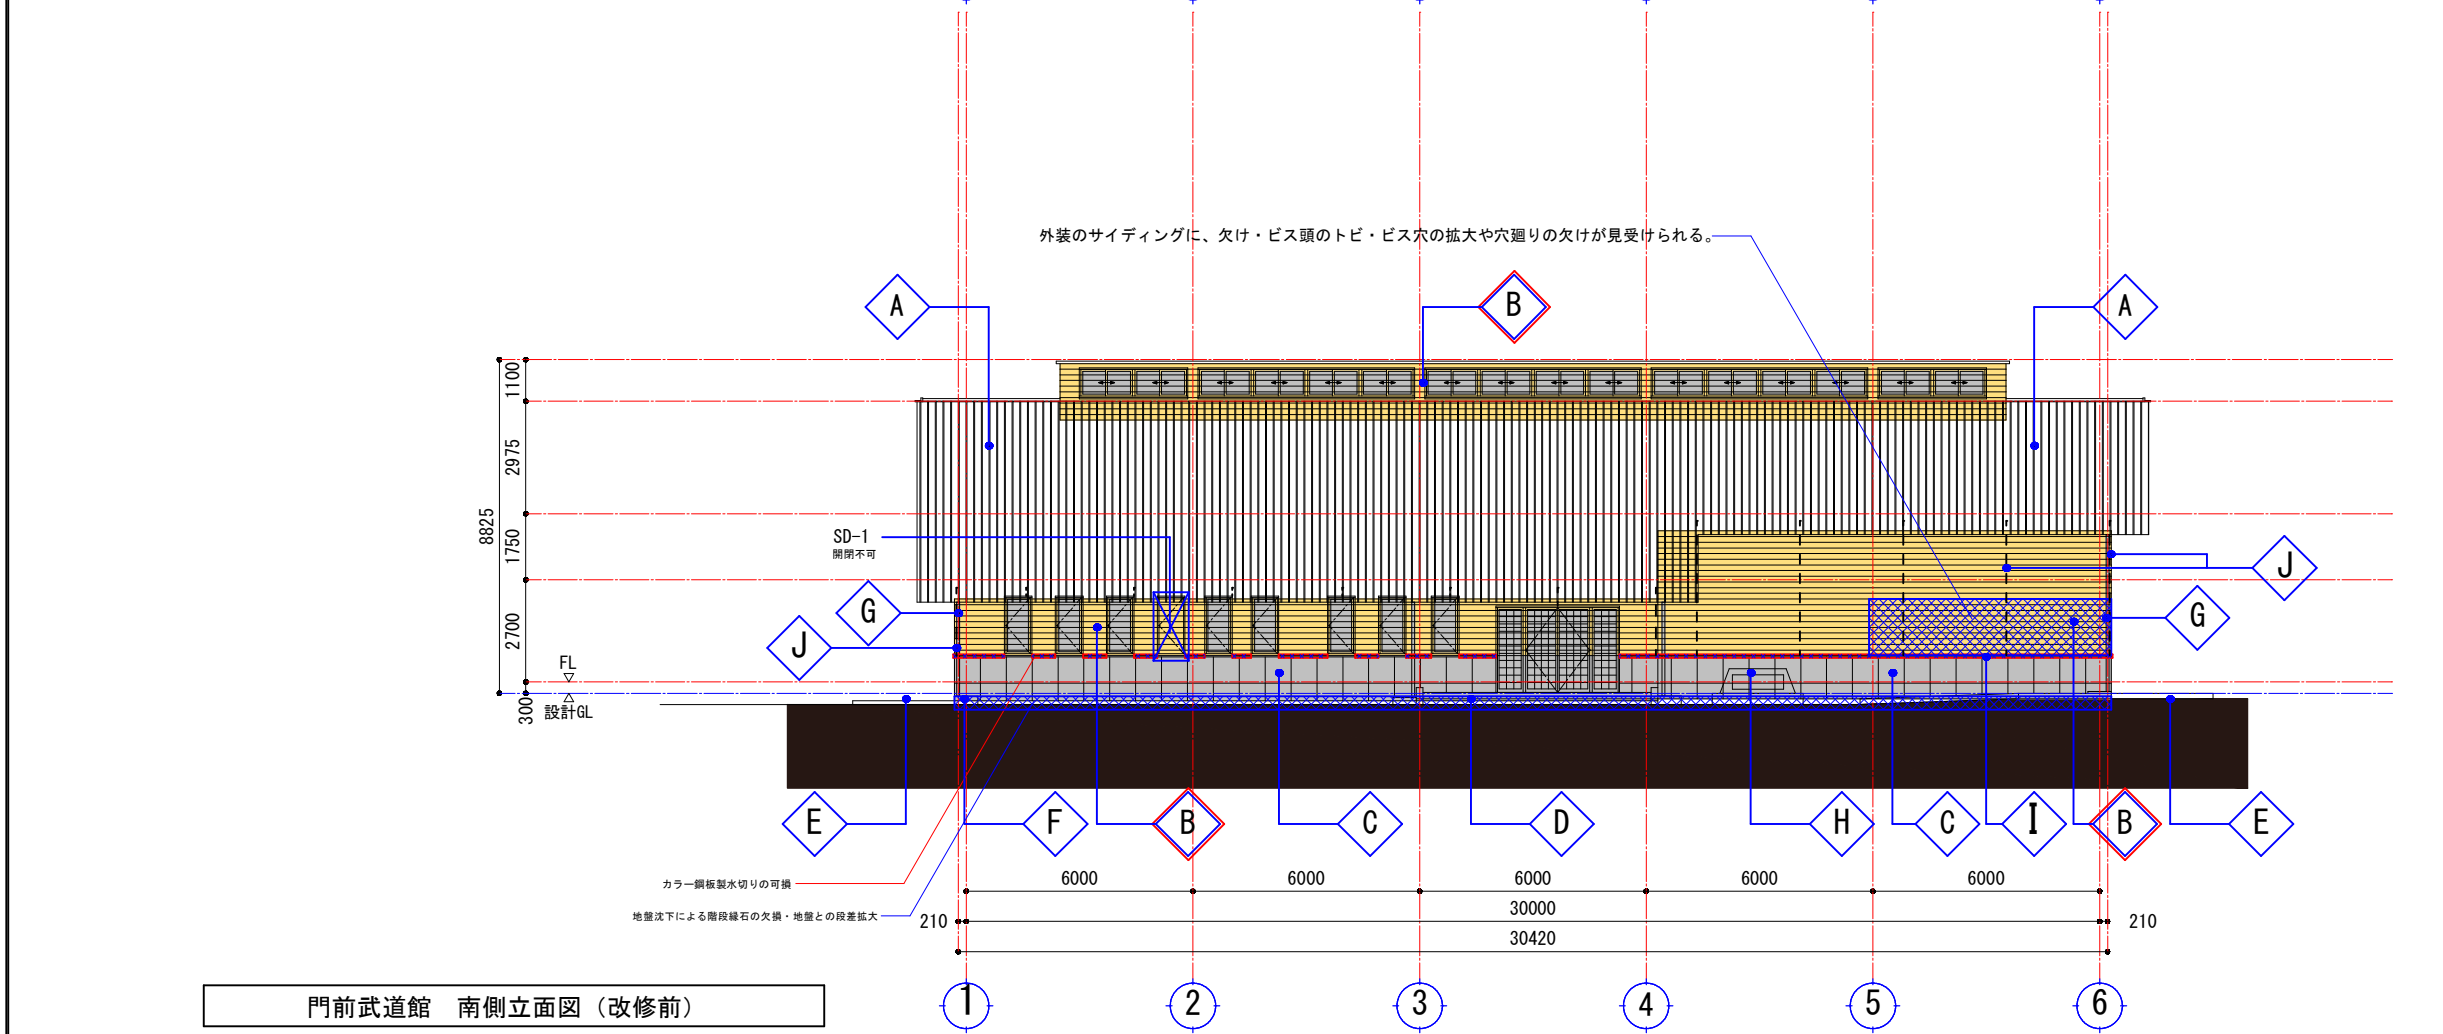 外装のサイディングに、欠け・ビス頭のトビ・ビス穴の拡大や穴廻りの欠けが見受けられる。
A
B
A
1100
2975
8825
1750
2700
300
SD-1
開閉不可
G
J
J
G
FL
設計GL
E
F
B
C
D
H
C
I
B
E
カラー鋼板製水切りの可損
地盤沈下による階段縁石の欠損・地盤との段差拡大
6000
6000
6000
6000
6000
210
30000
210
30420
門前武道館 南側立面図（改修前）
1
2
3
4
5
6